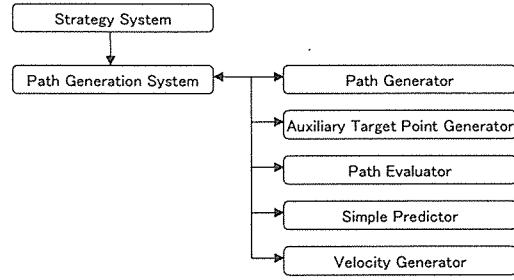 Strategy System
Path Generation System
Path Generator
Auxiliary Target Point Generator
Path Evaluator
Simple Predictor
Velocity Generator